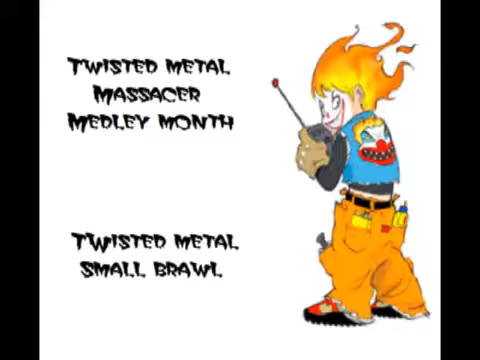 Twisted metal
Massacer
Medley month
Twisted metal
small brawl